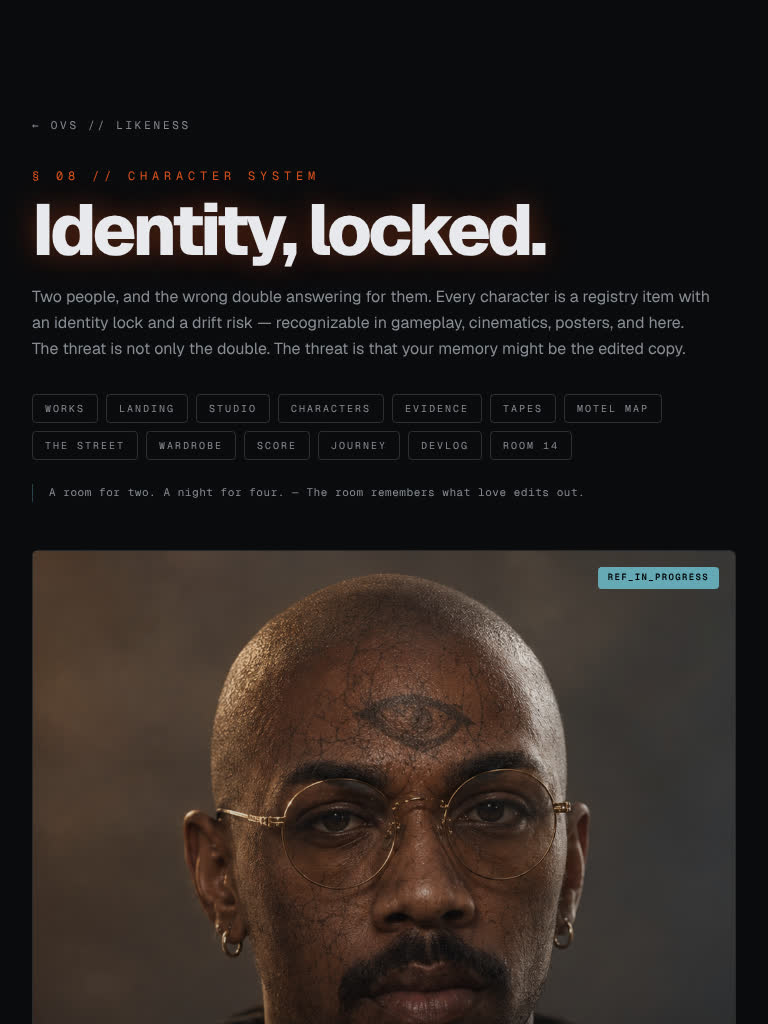 ← OVS // LIKENESS
§ 08 // CHARACTER SYSTEM
Identity, locked.
Two people, and the wrong double answering for them. Every character is a registry item with
an identity lock and a drift risk — recognizable in gameplay, cinematics, posters, and here.
The threat is not only the double. The threat is that your memory might be the edited copy.
WORKS LANDING STUDIO CHARACTERS EVIDENCE TAPES MOTEL MAP
THE STREET WARDROBE SCORE JOURNEY DEVLOG ROOM 14
A room for two. A night for four. — The room remembers what love edits out.
REF_IN_PROGRESS